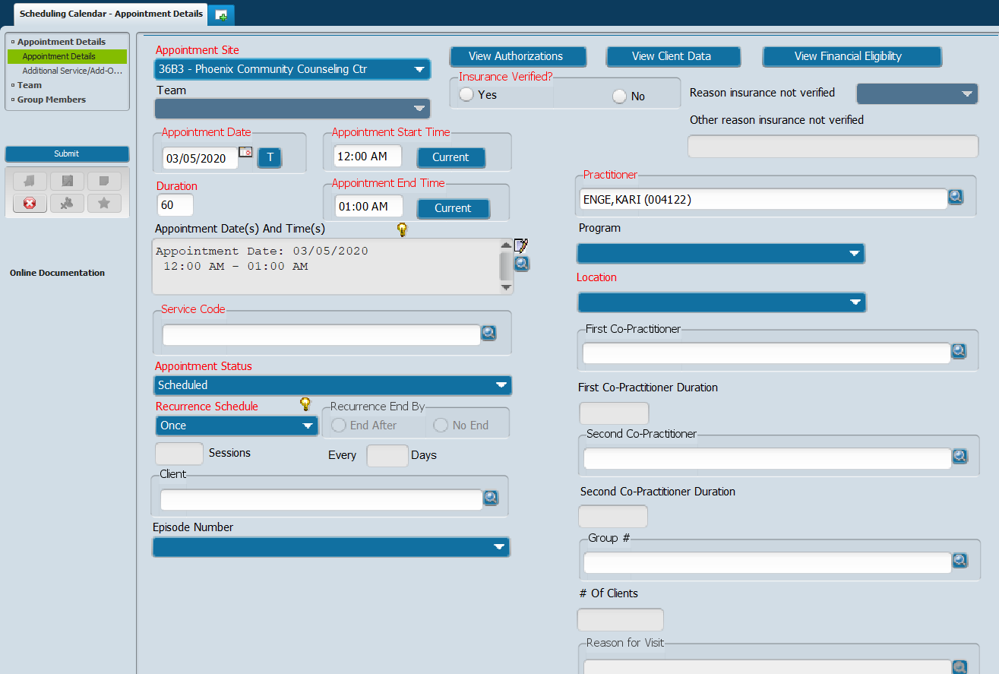 Scheduling Calendar - Appointment Details
Appointment Details
Appointment Details
Additional Service/Add-O...
Team
Group Members
Submit
Online Documentation
Appointment Site
36B3 - Phoenix Community Counseling Ctr
Team
View Authorizations
View Client Data
View Financial Eligibility
Insurance Verified?
Yes
No
Reason insurance not verified
Other reason insurance not verified
Appointment Date
03/05/2020
T
Appointment Start Time
12:00 AM
Current
Duration
60
Appointment End Time
01:00 AM
Current
Appointment Date(s) And Time(s)
Appointment Date: 03/05/2020
12:00 AM - 01:00 AM
Service Code
Appointment Status
Scheduled
Recurrence Schedule
Once
Recurrence End By
End After
No End
Sessions
Every
Days
Client
Episode Number
Practitioner
ENGE,KARI (004122)
Program
Location
First Co-Practitioner
First Co-Practitioner Duration
Second Co-Practitioner
Second Co-Practitioner Duration
Group #
# Of Clients
Reason for Visit